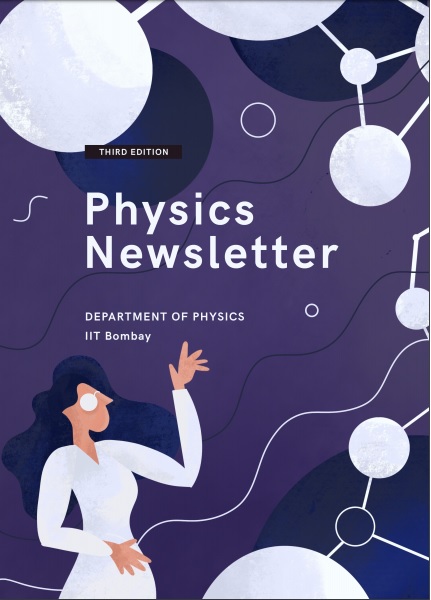 THIRD EDITION
Physics
Newsletter
DEPARTMENT OF PHYSICS
IIT Bombay